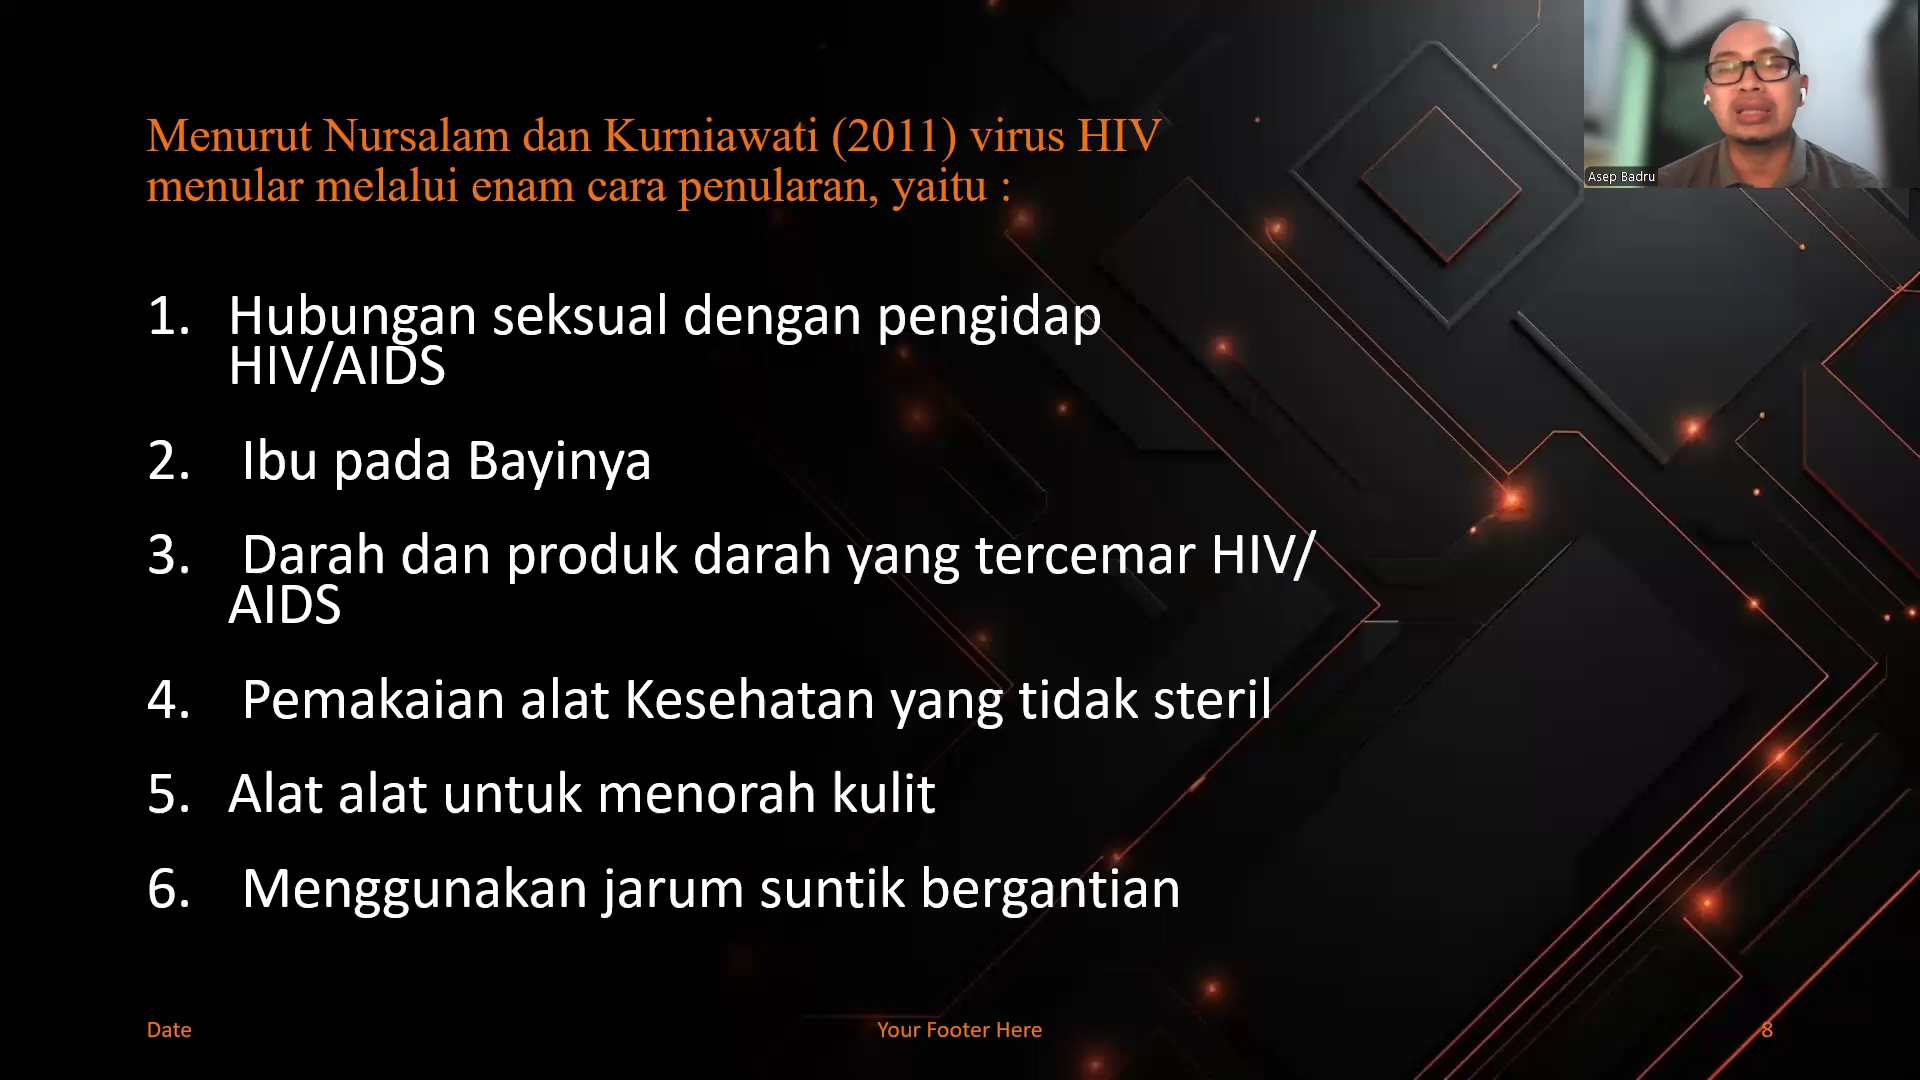 Menurut Nursalam dan Kurniawati (2011) virus HIV
menular melalui enam cara penularan, yaitu :
Asep Badru
1. Hubungan seksual dengan pengidap
HIV/AIDS
2. Ibu pada Bayinya
3. Darah dan produk darah yang tercemar HIV/
AIDS
4. Pemakaian alat Kesehatan yang tidak steril
5. Alat alat untuk menorah kulit
6. Menggunakan jarum suntik bergantian
Date
Your Footer Here
8